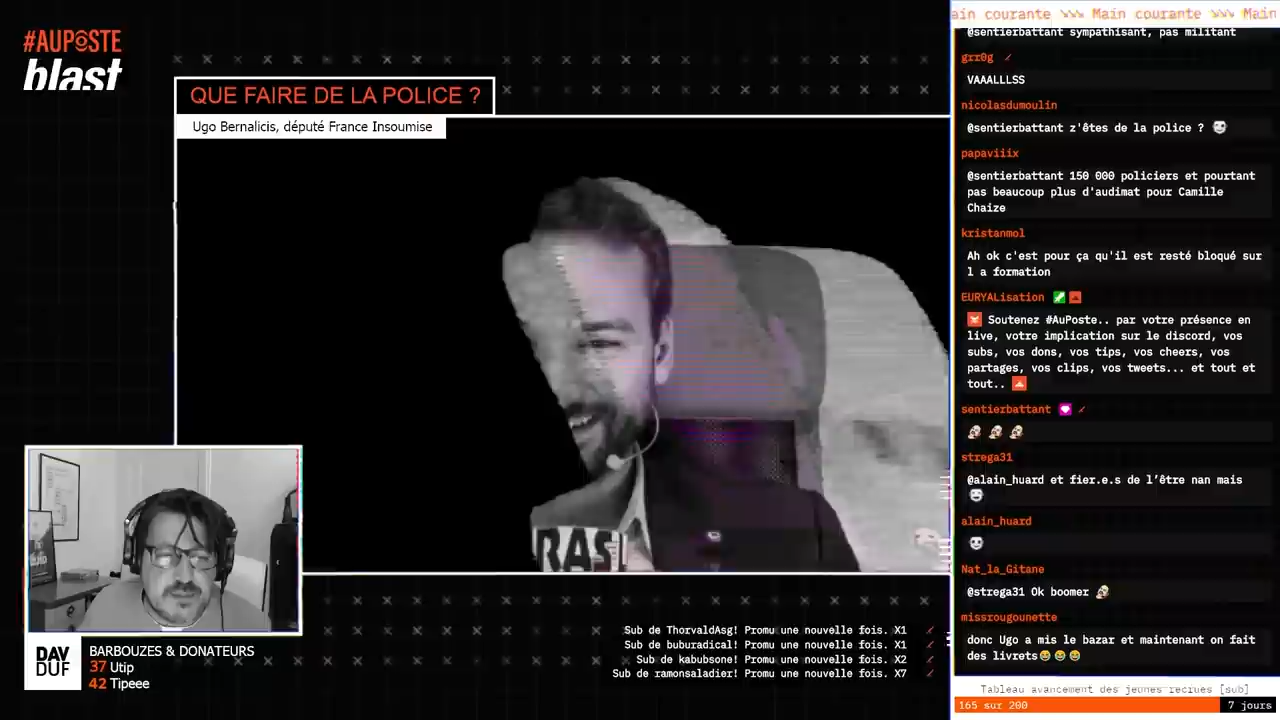 #AUPOSTE
blast
QUE FAIRE DE LA POLICE ?
Ugo Bernalicis, député France Insoumise
DAV
DUF
BARBOUZES & DONATEURS
37 Utip
42 Tipeee
Sub de ThorvaldAsg! Promu une nouvelle fois. X1
Sub de buburadical! Promu une nouvelle fois. X1
Sub de kabubsone! Promu une nouvelle fois. X2
Sub de ramonsaladier! Promu une nouvelle fois. X7
ain courante ↘↘↘ Main courante ↘↘↘ Main
@sentierbattant sympathisant, pas militant
grr0g
VAAALLLSS
nicolasdumoulin
@sentierbattant z'êtes de la police ?
papaviiix
@sentierbattant 150 000 policiers et pourtant
pas beaucoup plus d'audimat pour Camille
Chaize
kristanmol
Ah ok c'est pour ça qu'il est resté bloqué sur
l a formation
EURYALisation
Soutenez #AuPoste.. par votre présence en
live, votre implication sur le discord, vos
subs, vos dons, vos tips, vos cheers, vos
partages, vos clips, vos tweets... et tout et
tout..
sentierbattant
strega31
@alain_huard et fier.e.s de l’être nan mais
alain_huard
Nat_la_Gitane
@strega31 Ok boomer
missrougounette
donc Ugo a mis le bazar et maintenant on fait
des livrets😂😂😂
Tableau avancement des jeunes recrues [sub]
165 sur 200
7 jours